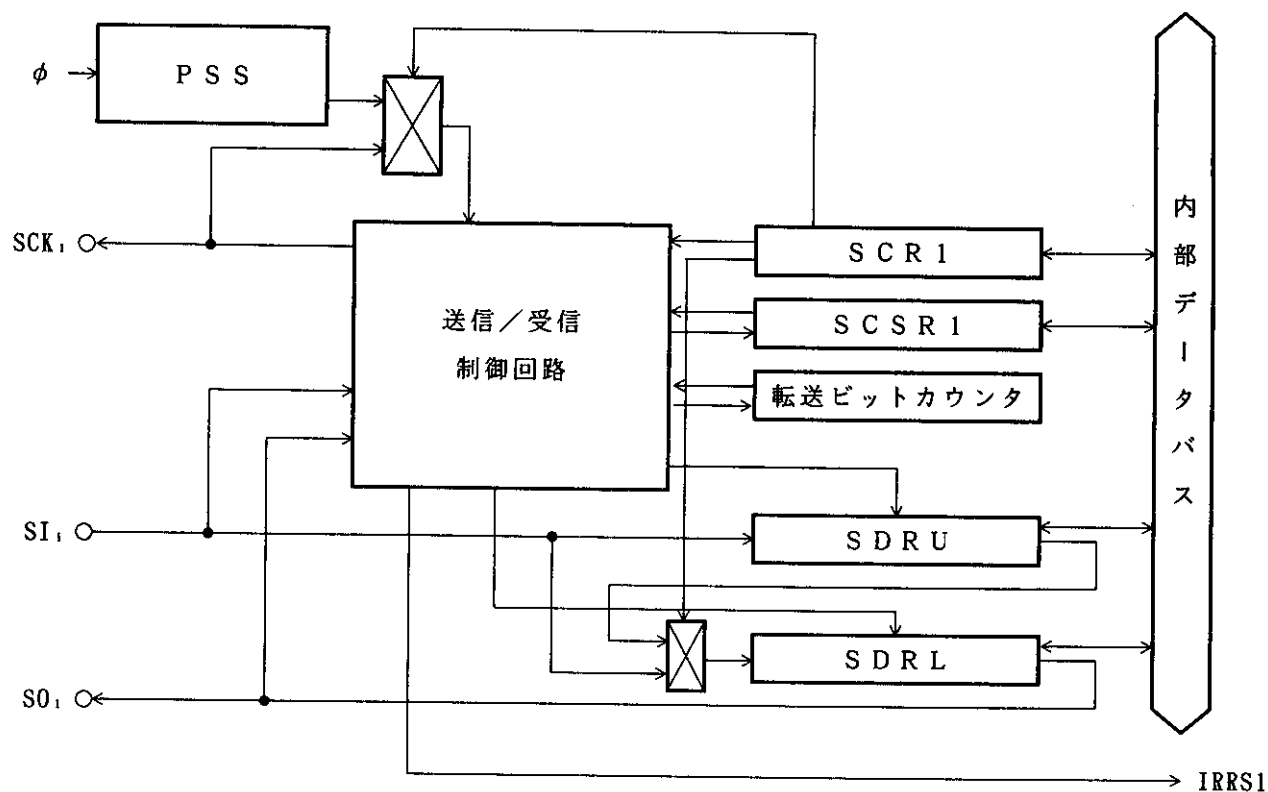 φ
PSS
SCK₁
SCR1
SCSR1
送信／受信
制御回路
転送ビットカウンタ
SI₁
SDRU
SDRL
SO₁
IRRS1
内部データバス